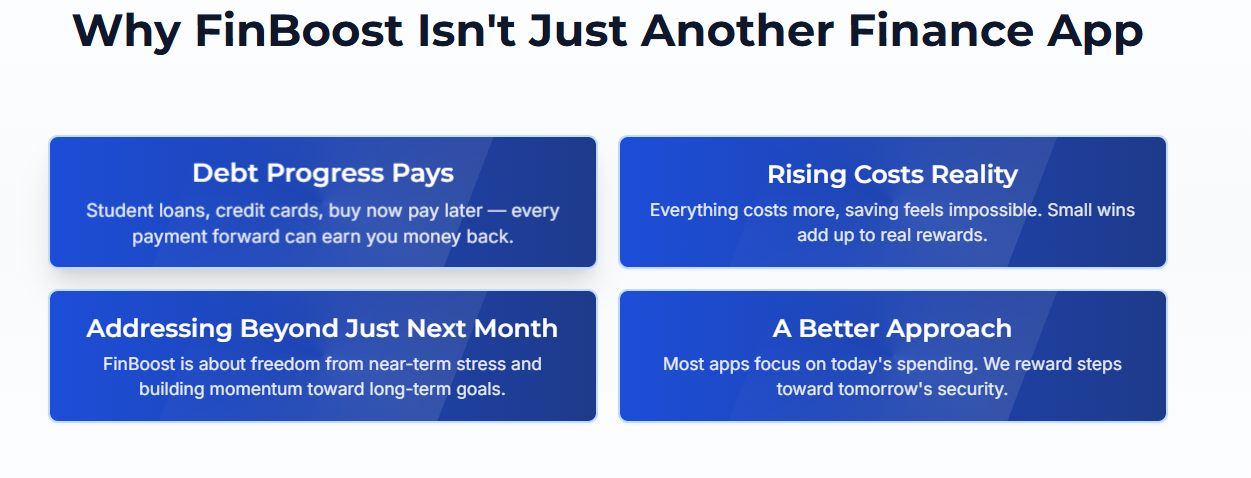 Why FinBoost Isn't Just Another Finance App
Debt Progress Pays
Student loans, credit cards, buy now pay later — every
payment forward can earn you money back.
Rising Costs Reality
Everything costs more, saving feels impossible. Small wins
add up to real rewards.
Addressing Beyond Just Next Month
FinBoost is about freedom from near-term stress and
building momentum toward long-term goals.
A Better Approach
Most apps focus on today's spending. We reward steps
toward tomorrow's security.